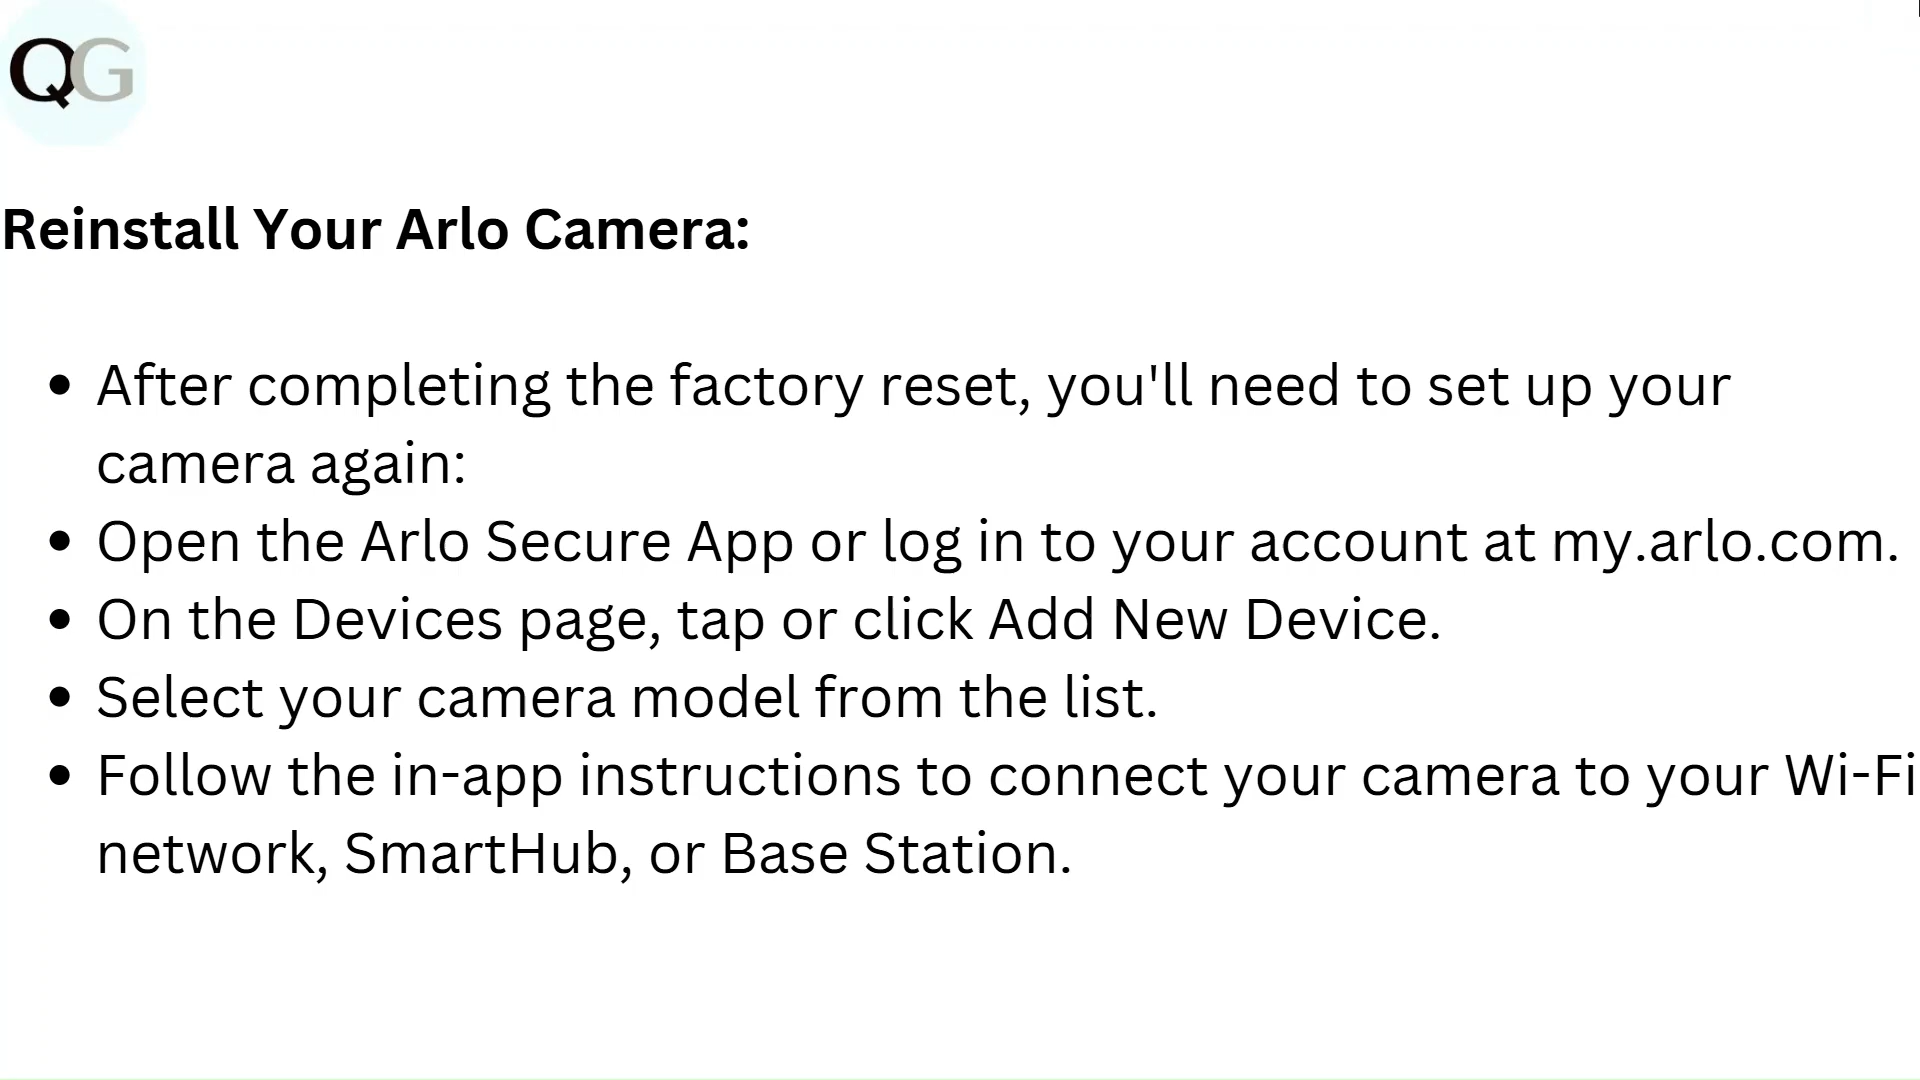 QG
Reinstall Your Arlo Camera:
• After completing the factory reset, you'll need to set up your
camera again:
• Open the Arlo Secure App or log in to your account at my.arlo.com.
• On the Devices page, tap or click Add New Device.
• Select your camera model from the list.
• Follow the in-app instructions to connect your camera to your Wi-Fi
network, SmartHub, or Base Station.